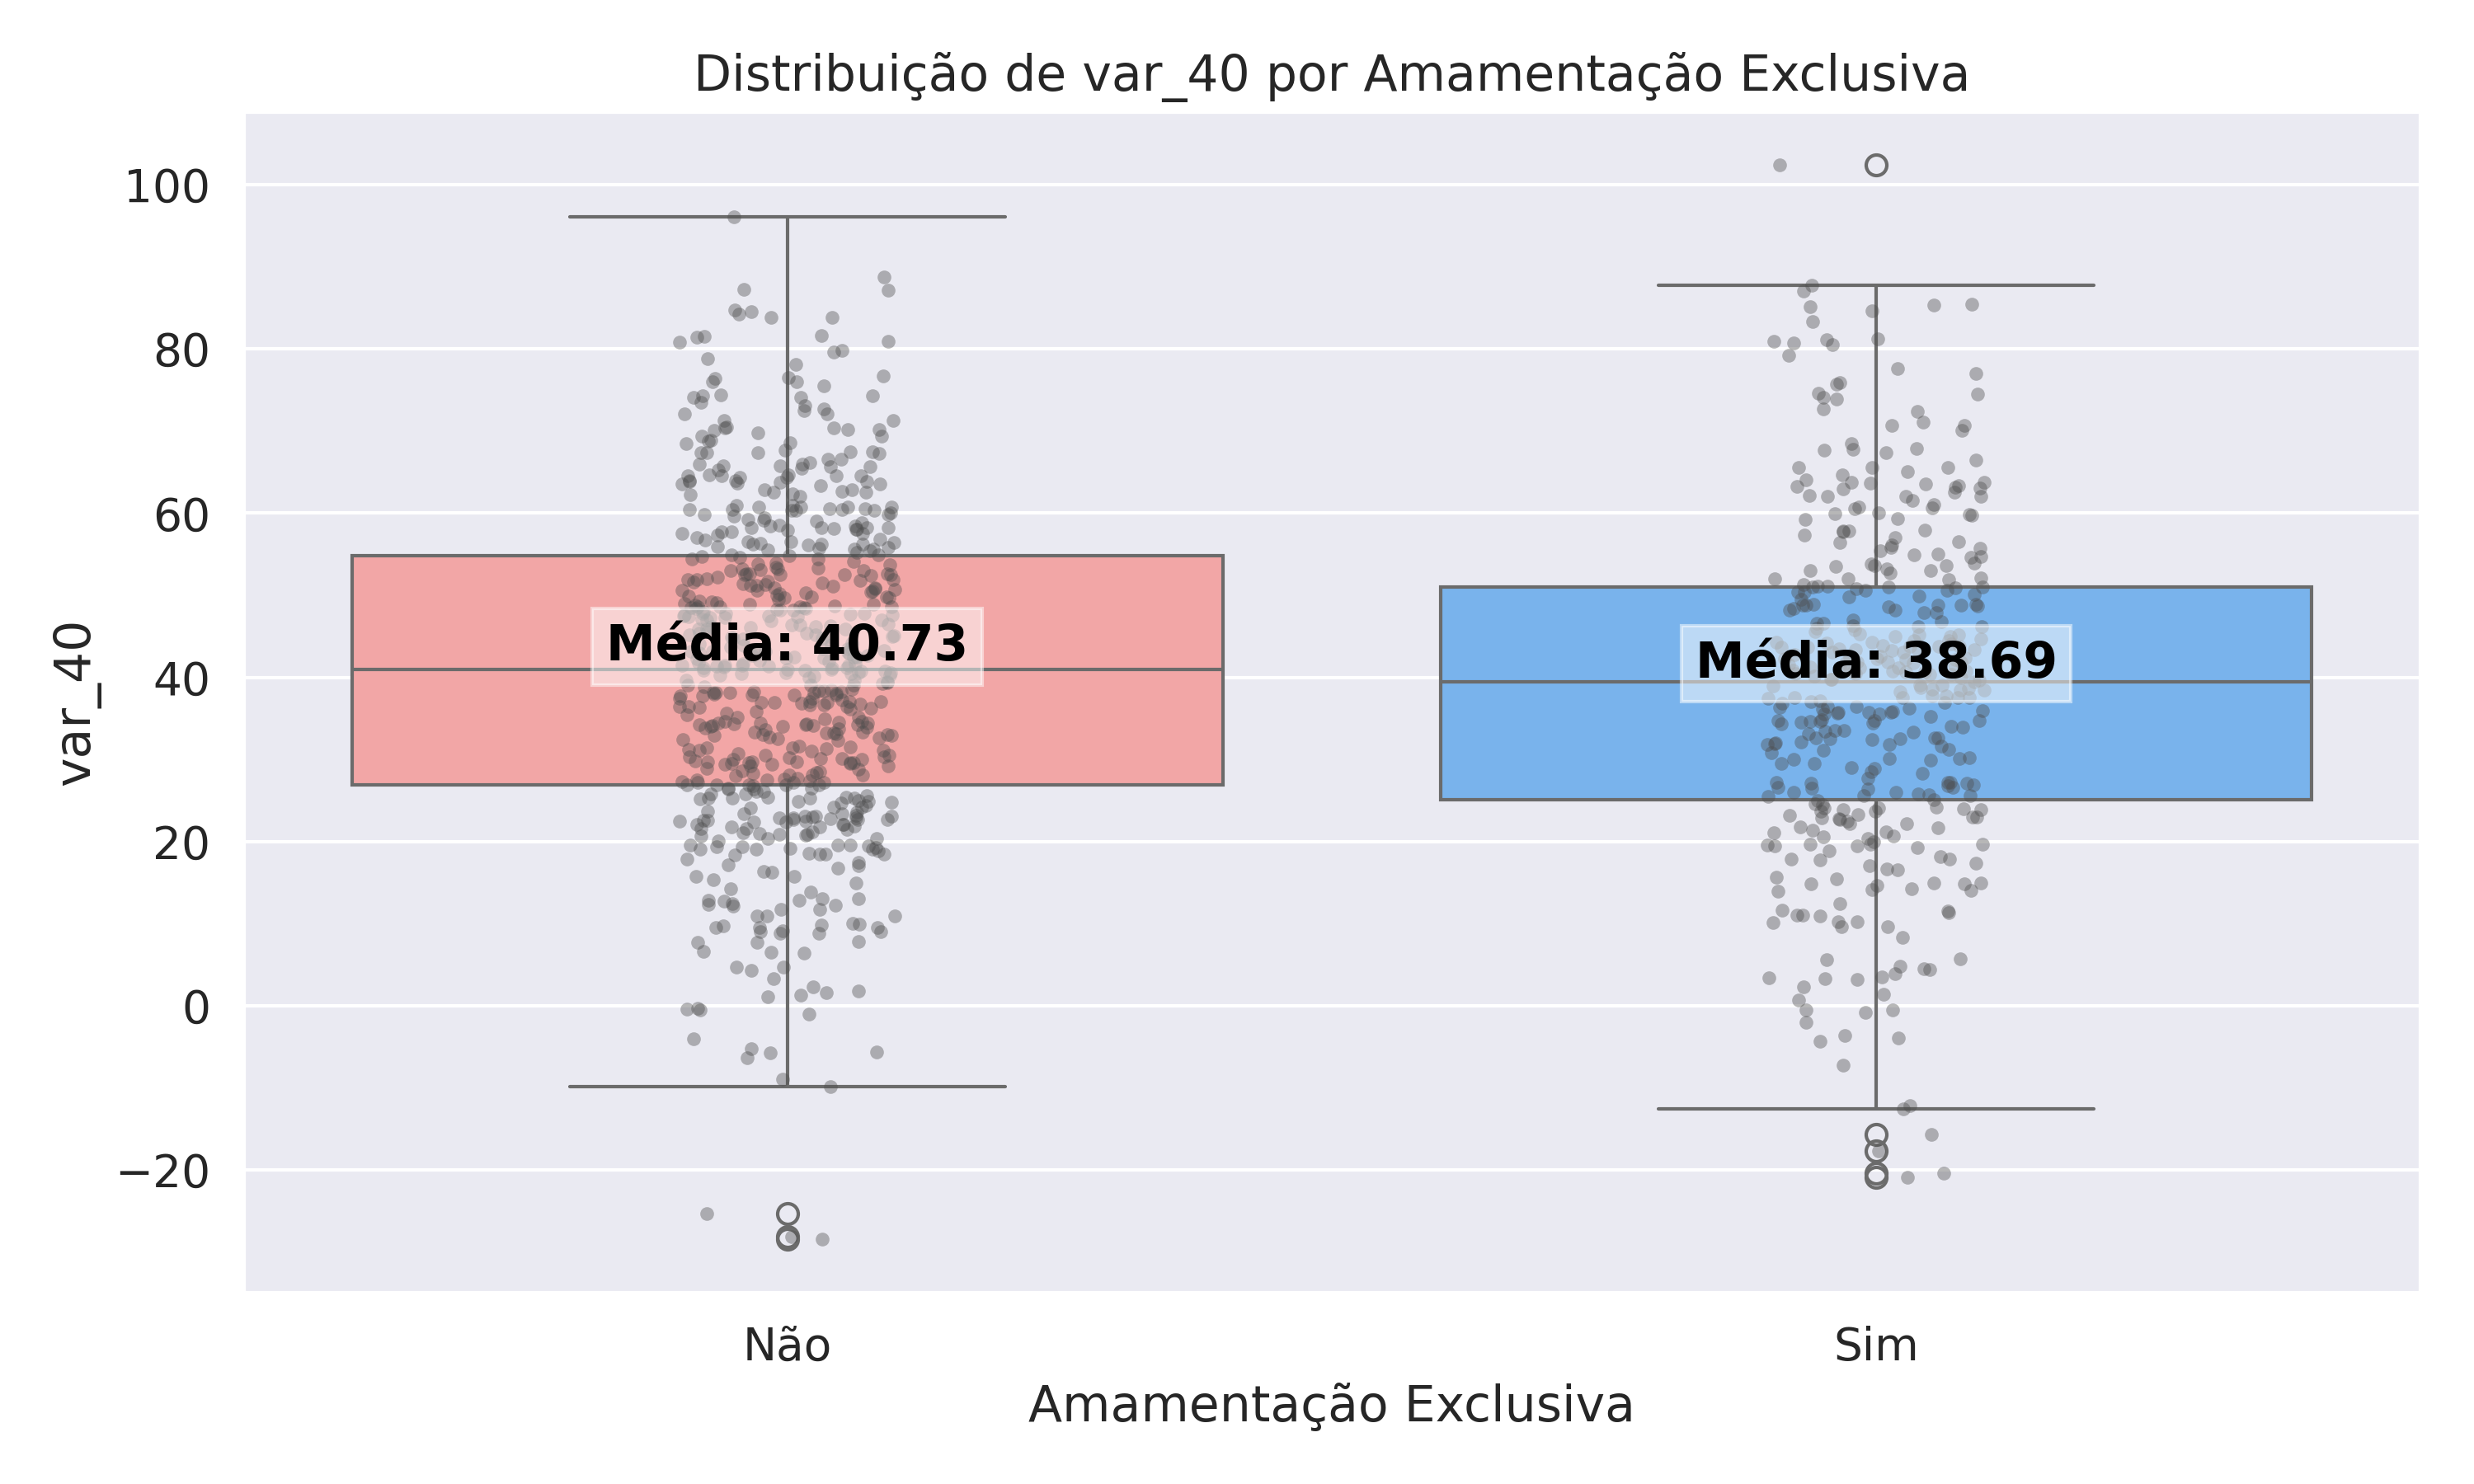 Distribuição de var_40 por Amamentação Exclusiva
100
80
60
40
20
0
−20
var_40
Média: 40.73
Média: 38.69
Não
Sim
Amamentação Exclusiva